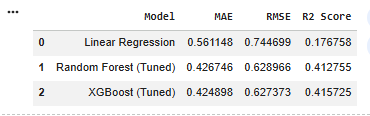 Model MAE RMSE R2 Score
0 Linear Regression 0.561148 0.744699 0.176758
1 Random Forest (Tuned) 0.426746 0.628966 0.412755
2 XGBoost (Tuned) 0.424898 0.627373 0.415725